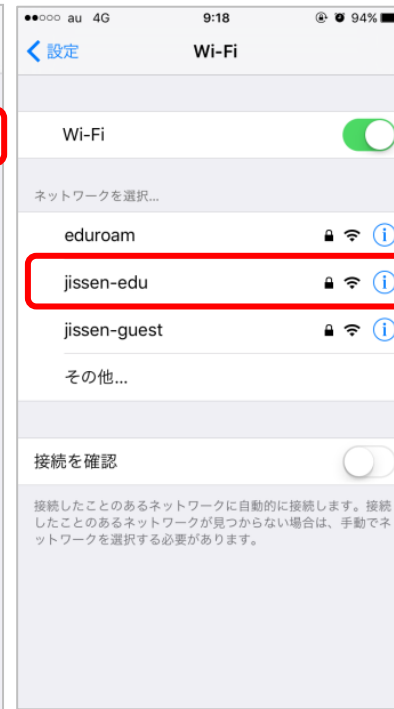 ●●○○○ au 4G 9:18 94%
設定 Wi-Fi
Wi-Fi
ネットワークを選択...
eduroam
jissen-edu
jissen-guest
その他...
接続を確認
接続したことのあるネットワークに自動的に接続します。接続
したことのあるネットワークが見つからない場合は、手動でネ
ットワークを選択する必要があります。